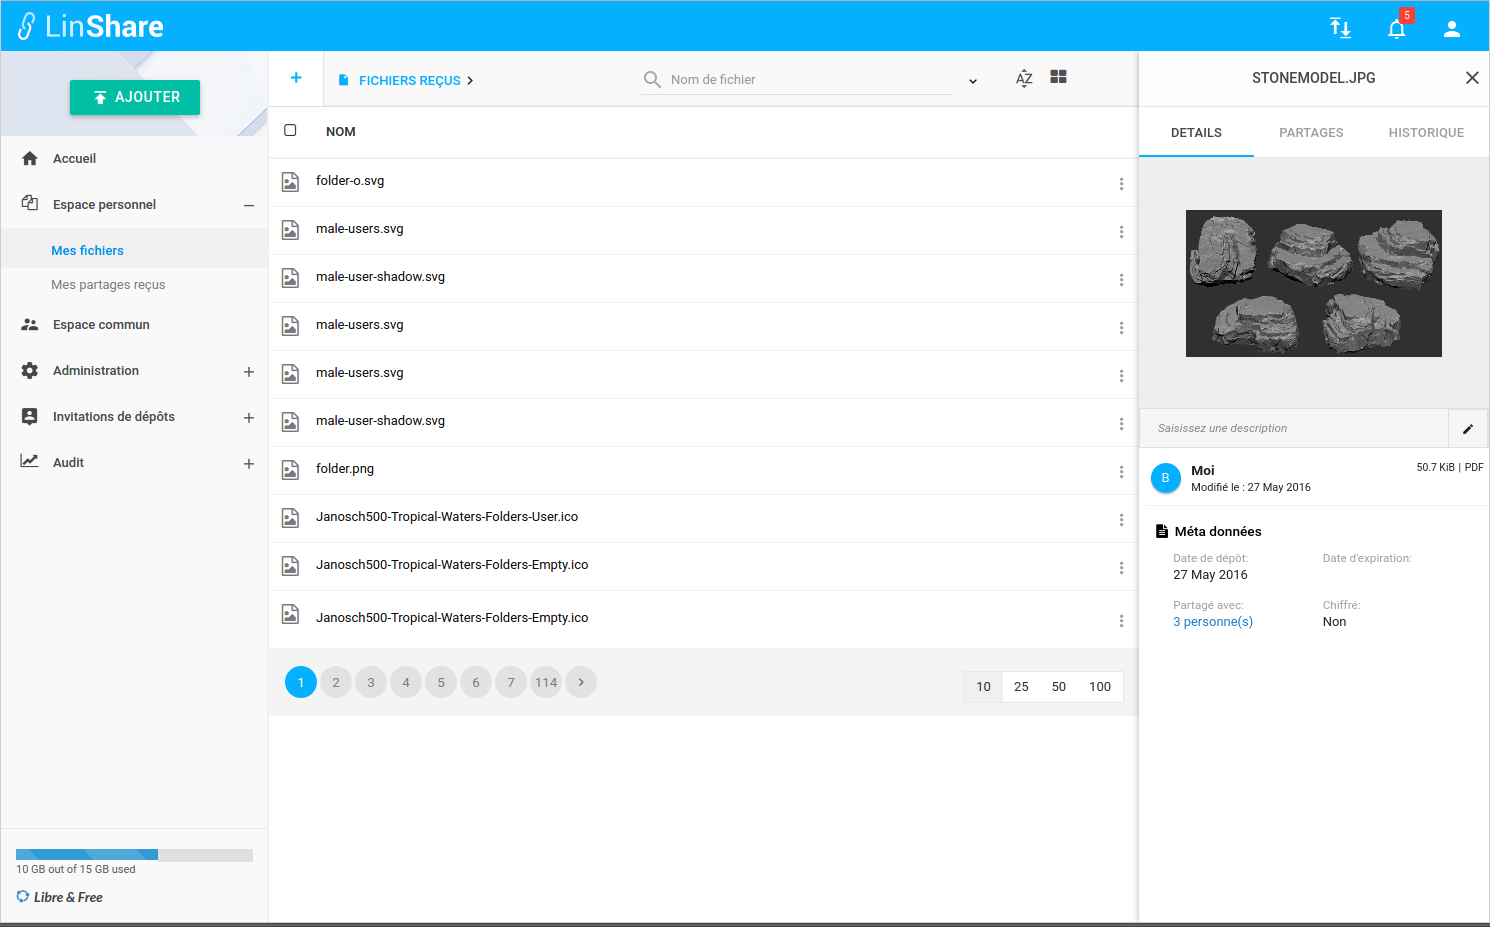 LinShare
5
AJOUTER
Accueil
Espace personnel
Mes fichiers
Mes partages reçus
Espace commun
Administration
Invitations de dépôts
Audit
10 GB out of 15 GB used
Libre & Free
FICHIERS REÇUS
Nom de fichier
AZ
NOM
folder-o.svg
male-users.svg
male-user-shadow.svg
male-users.svg
male-users.svg
male-user-shadow.svg
folder.png
Janosch500-Tropical-Waters-Folders-User.ico
Janosch500-Tropical-Waters-Folders-Empty.ico
Janosch500-Tropical-Waters-Folders-Empty.ico
1 2 3 4 5 6 7 114
10 25 50 100
STONEMODEL.JPG
DETAILS PARTAGES HISTORIQUE
Saisissez une description
B
Moi
50.7 KiB | PDF
Modifié le : 27 May 2016
Méta données
Date de dépôt: Date d'expiration:
27 May 2016
Partagé avec: Chiffré:
3 personne(s) Non